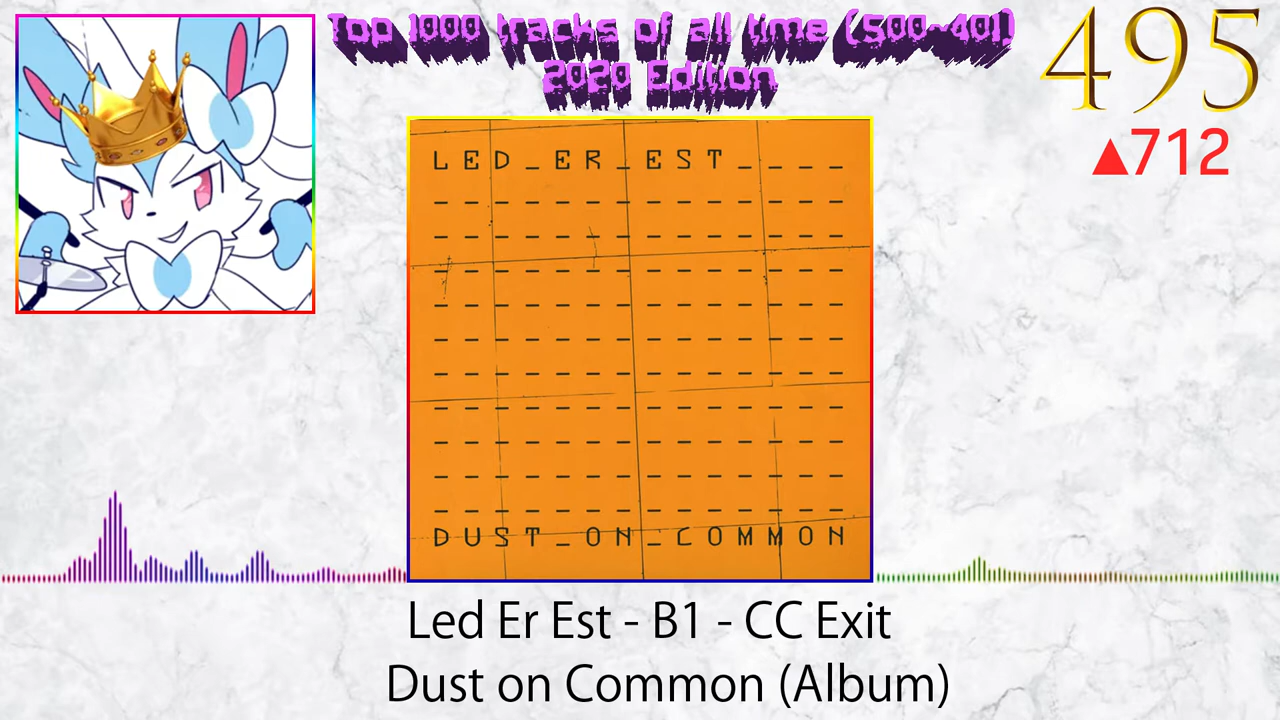 Top 1000 tracks of all time (500~401)
2020 Edition
495
▲712
LED_ER_EST____
DUST_ON_COMMON
Led Er Est - B1 - CC Exit
Dust on Common (Album)